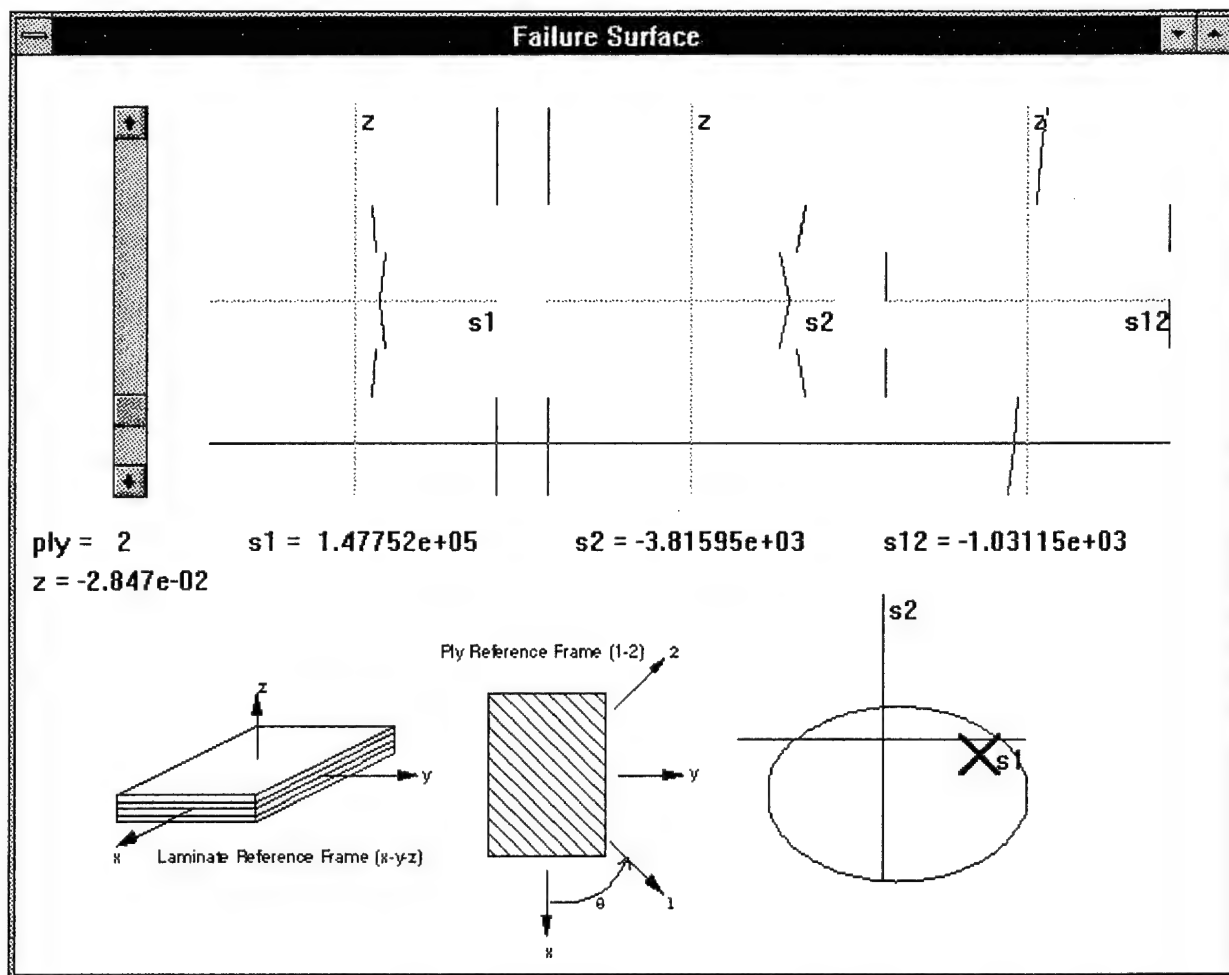 Failure Surface
z
z
z
s1
s2
s12
ply = 2
s1 = 1.47752e+05
s2 = -3.81595e+03
s12 = -1.03115e+03
z = -2.847e-02
s2
Ply Reference Frame (1-2)
2
z
y
y
s1
x
Laminate Reference Frame (x-y-z)
θ
1
x